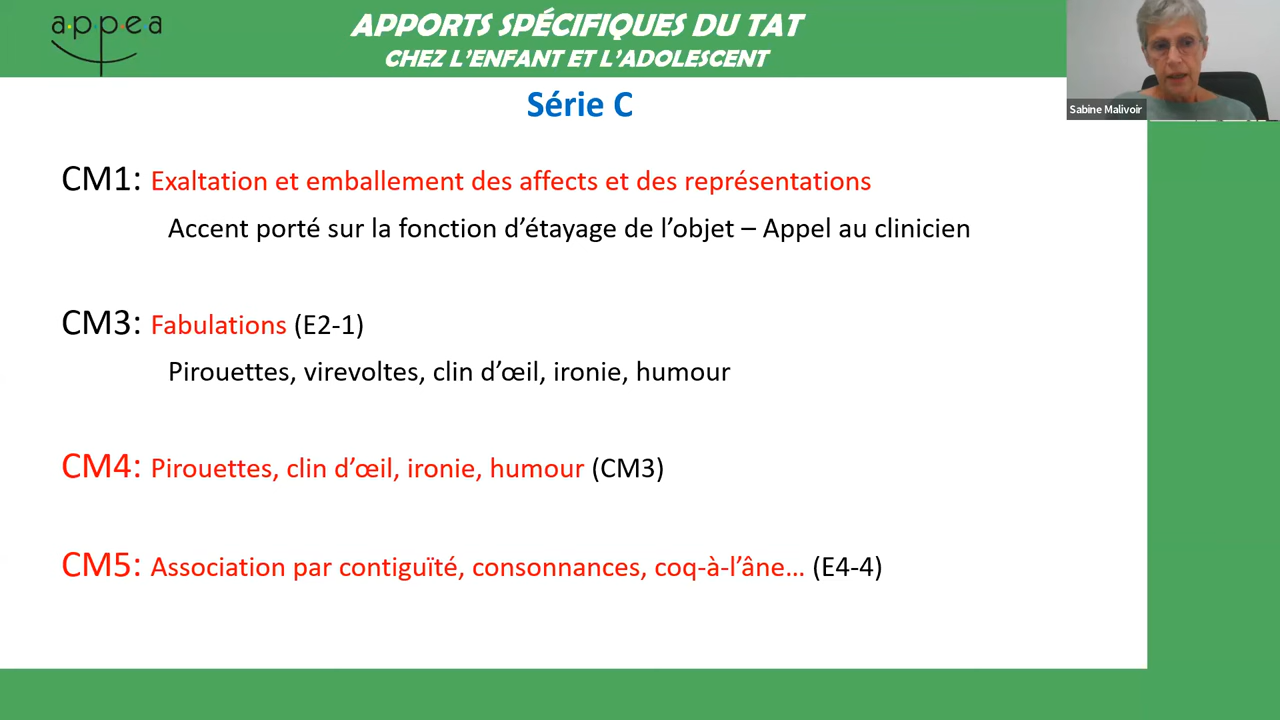 appea
APPORTS SPÉCIFIQUES DU TAT
CHEZ L'ENFANT ET L'ADOLESCENT
Sabine Malivoir
Série C
CM1: Exaltation et emballement des affects et des représentations
Accent porté sur la fonction d'étayage de l'objet – Appel au clinicien
CM3: Fabulations (E2-1)
Pirouettes, virevoltes, clin d'œil, ironie, humour
CM4: Pirouettes, clin d'œil, ironie, humour (CM3)
CM5: Association par contiguïté, consonnances, coq-à-l'âne... (E4-4)